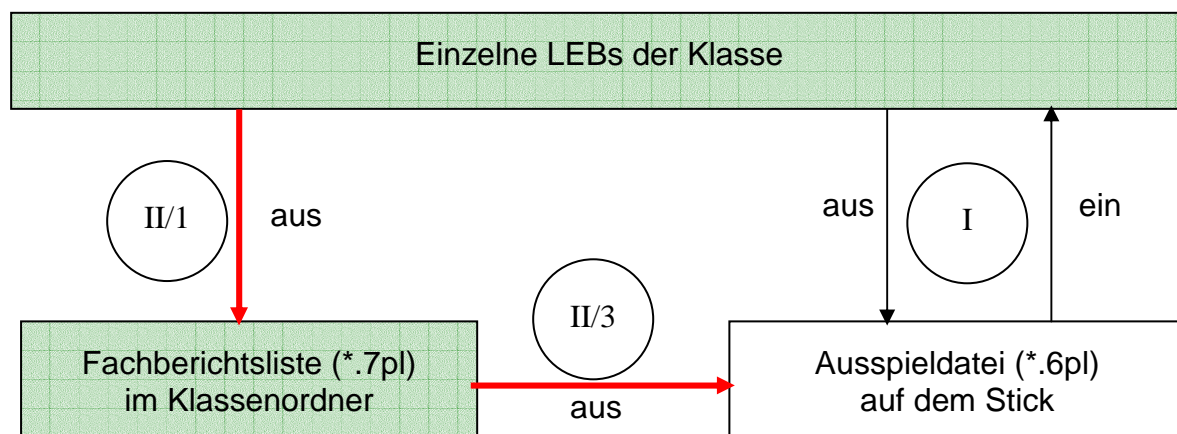 Einzelne LEBs der Klasse
II/1
aus
aus
I
ein
II/3
Fachberichtsliste (*.7pl)
im Klassenordner
aus
Ausspieldatei (*.6pl)
auf dem Stick